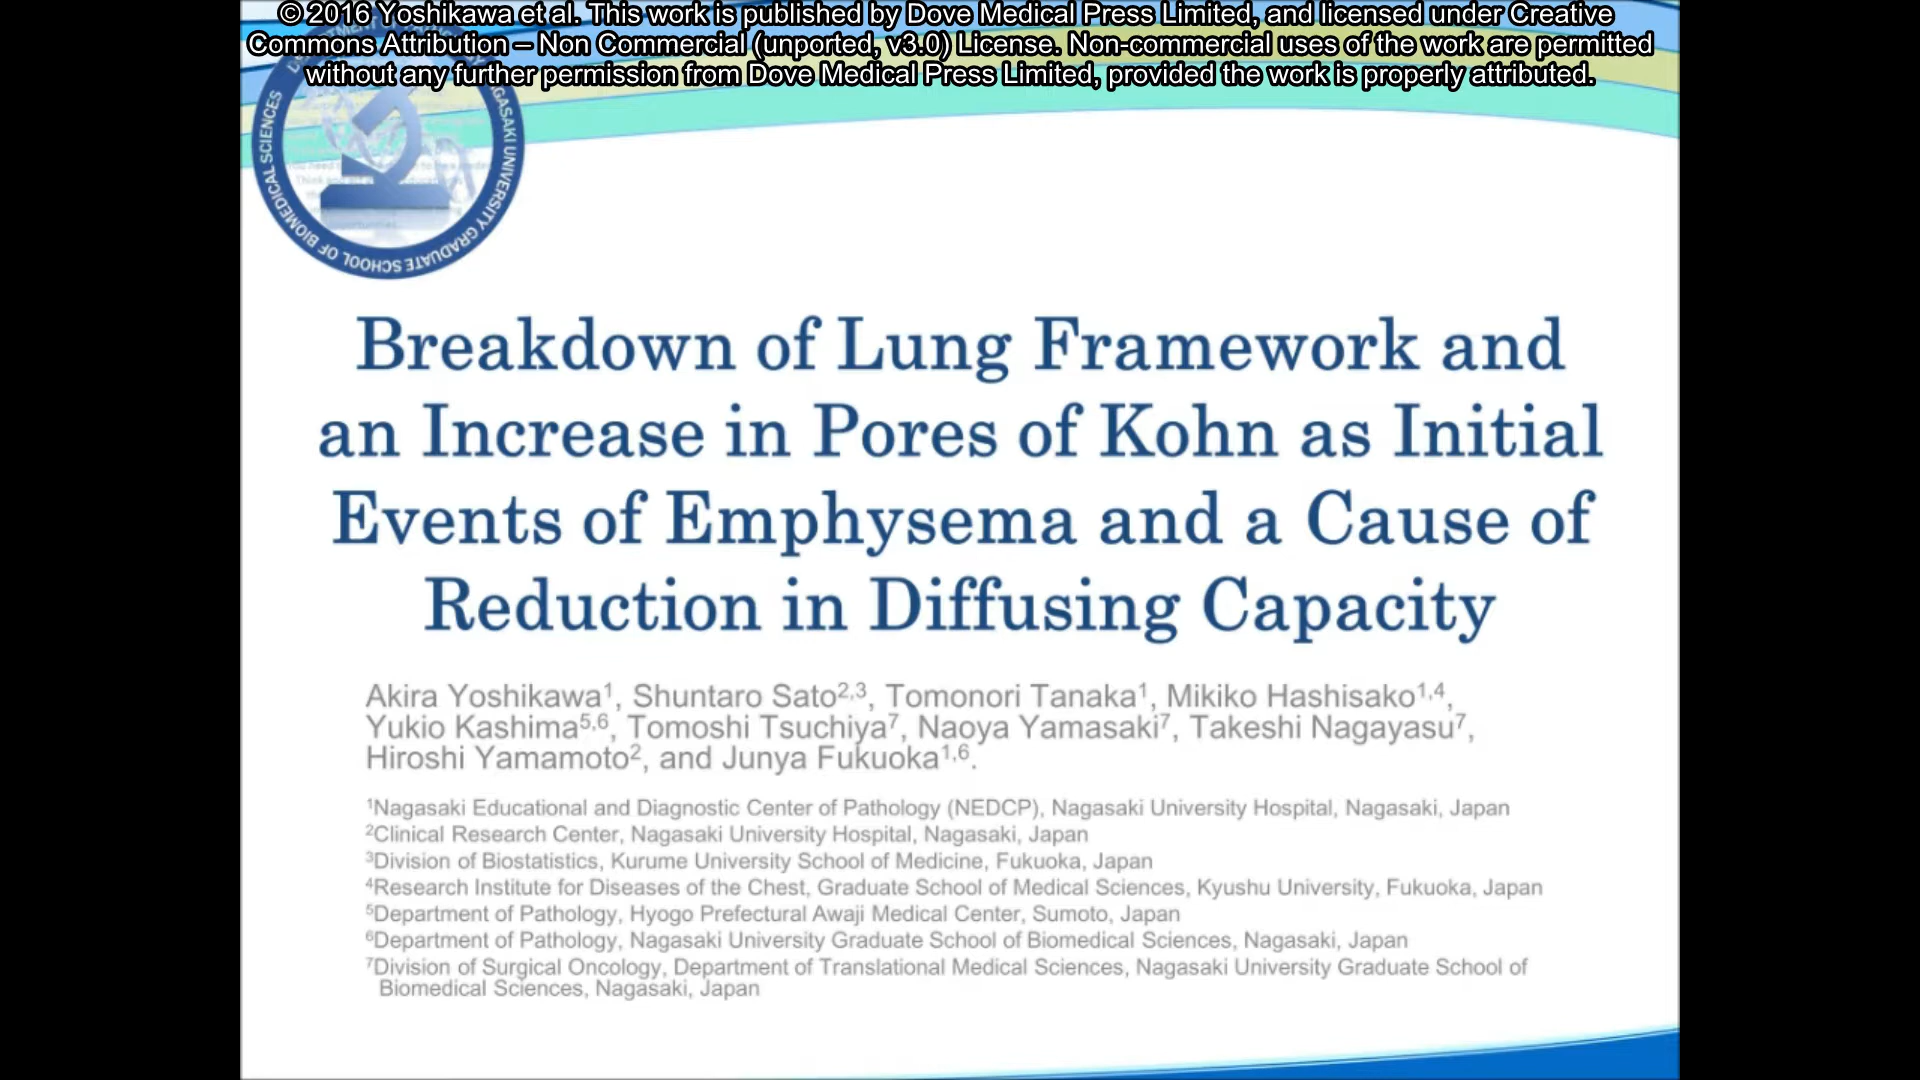 © 2016 Yoshikawa et al. This work is published by Dove Medical Press Limited, and licensed under Creative
Commons Attribution – Non Commercial (unported, v3.0) License. Non-commercial uses of the work are permitted
without any further permission from Dove Medical Press Limited, provided the work is properly attributed.
NAGASAKI UNIVERSITY GRADUATE SCHOOL OF BIOMEDICAL SCIENCES
Breakdown of Lung Framework and
an Increase in Pores of Kohn as Initial
Events of Emphysema and a Cause of
Reduction in Diffusing Capacity
Akira Yoshikawa¹, Shuntaro Sato²,³, Tomonori Tanaka¹, Mikiko Hashisako¹,⁴,
Yukio Kashima⁵,⁶, Tomoshi Tsuchiya⁷, Naoya Yamasaki⁷, Takeshi Nagayasu⁷,
Hiroshi Yamamoto², and Junya Fukuoka¹,⁶.
¹Nagasaki Educational and Diagnostic Center of Pathology (NEDCP), Nagasaki University Hospital, Nagasaki, Japan
²Clinical Research Center, Nagasaki University Hospital, Nagasaki, Japan
³Division of Biostatistics, Kurume University School of Medicine, Fukuoka, Japan
⁴Research Institute for Diseases of the Chest, Graduate School of Medical Sciences, Kyushu University, Fukuoka, Japan
⁵Department of Pathology, Hyogo Prefectural Awaji Medical Center, Sumoto, Japan
⁶Department of Pathology, Nagasaki University Graduate School of Biomedical Sciences, Nagasaki, Japan
⁷Division of Surgical Oncology, Department of Translational Medical Sciences, Nagasaki University Graduate School of
Biomedical Sciences, Nagasaki, Japan